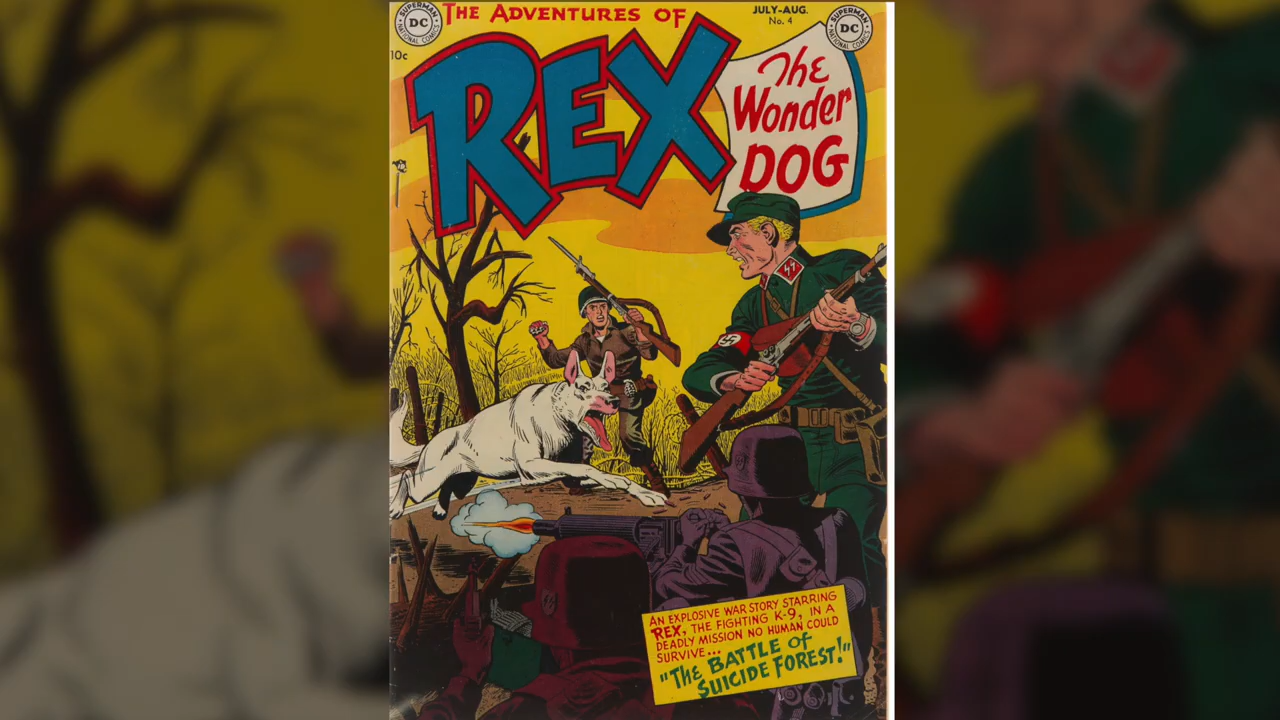 SUPERMAN
DC
NATIONAL COMICS
THE ADVENTURES OF
JULY-AUG.
No. 4
SUPERMAN
DC
NATIONAL COMICS
10c
REX
The
Wonder
DOG
AN EXPLOSIVE WAR STORY STARRING
REX, THE FIGHTING K-9, IN A
DEADLY MISSION NO HUMAN COULD
SURVIVE...
"THE BATTLE OF
SUICIDE FOREST!"